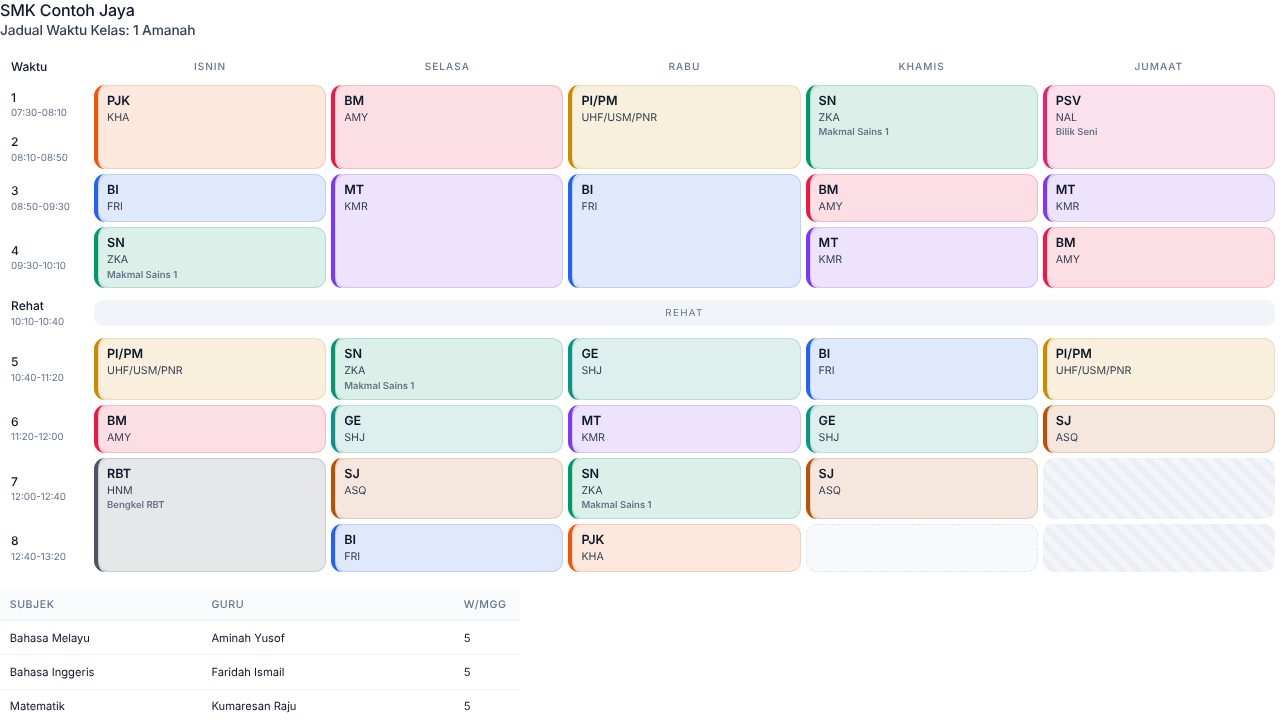 SMK Contoh Jaya
Jadual Waktu Kelas: 1 Amanah
Waktu ISNIN SELASA RABU KHAMIS JUMAAT
1
07:30-08:10
PJK
KHA
BM
AMY
PI/PM
UHF/USM/PNR
SN
ZKA
Makmal Sains 1
PSV
NAL
Bilik Seni
2
08:10-08:50
3
08:50-09:30
BI
FRI
MT
KMR
BI
FRI
BM
AMY
MT
KMR
4
09:30-10:10
SN
ZKA
Makmal Sains 1
MT
KMR
BM
AMY
Rehat
10:10-10:40
REHAT
5
10:40-11:20
PI/PM
UHF/USM/PNR
SN
ZKA
Makmal Sains 1
GE
SHJ
BI
FRI
PI/PM
UHF/USM/PNR
6
11:20-12:00
BM
AMY
GE
SHJ
MT
KMR
GE
SHJ
SJ
ASQ
7
12:00-12:40
RBT
HNM
Bengkel RBT
SJ
ASQ
SN
ZKA
Makmal Sains 1
SJ
ASQ
8
12:40-13:20
BI
FRI
PJK
KHA
SUBJEK GURU W/MGG
Bahasa Melayu Aminah Yusof 5
Bahasa Inggeris Faridah Ismail 5
Matematik Kumaresan Raju 5